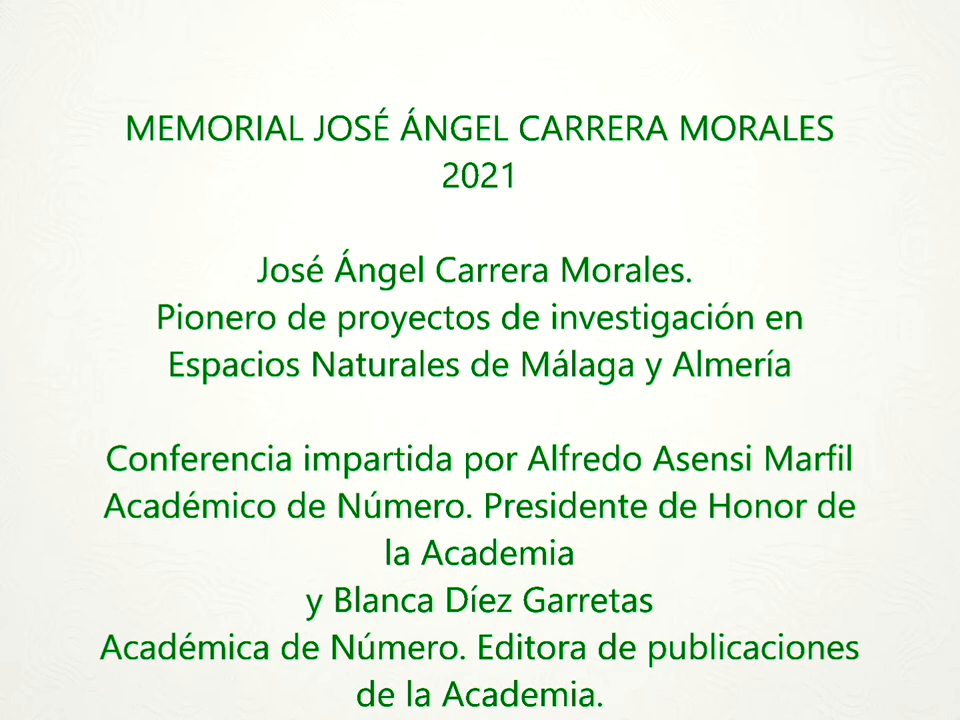 MEMORIAL JOSÉ ÁNGEL CARRERA MORALES
2021
José Ángel Carrera Morales.
Pionero de proyectos de investigación en
Espacios Naturales de Málaga y Almería
Conferencia impartida por Alfredo Asensi Marfil
Académico de Número. Presidente de Honor de
la Academia
y Blanca Díez Garretas
Académica de Número. Editora de publicaciones
de la Academia.